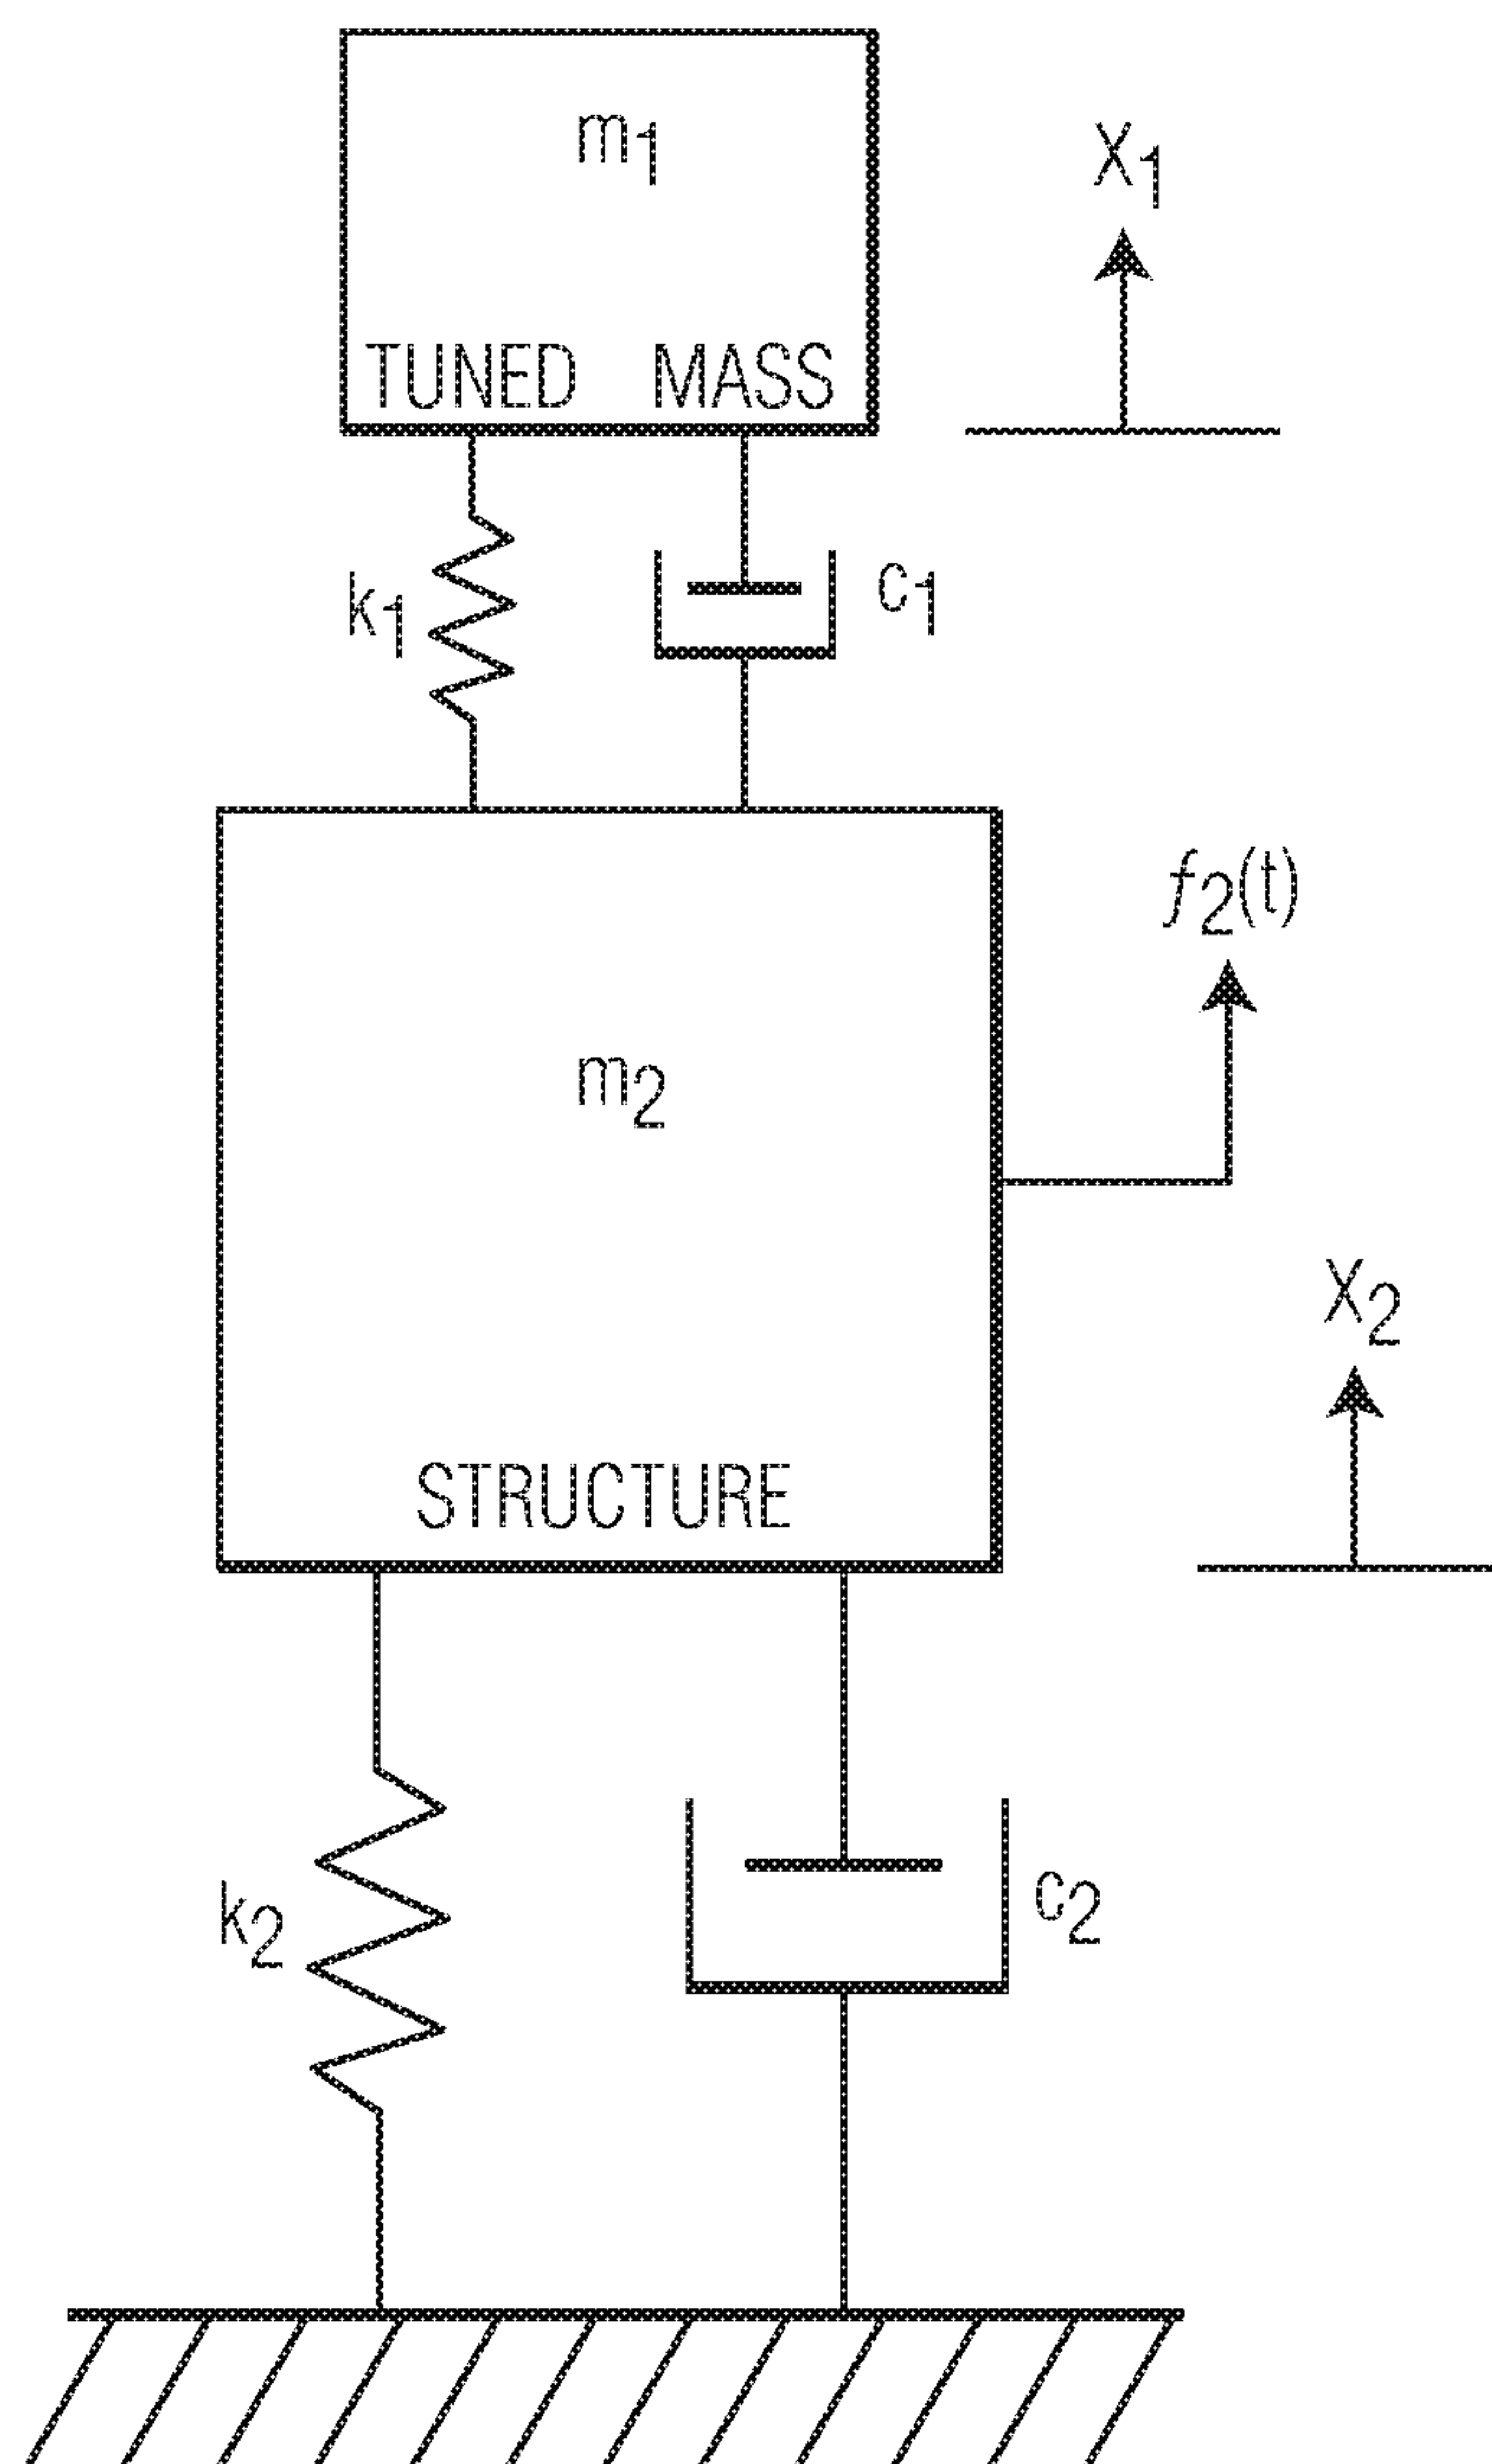 m1
X1
TUNED MASS
k1
c1
f2(t)
m2
X2
STRUCTURE
k2
c2